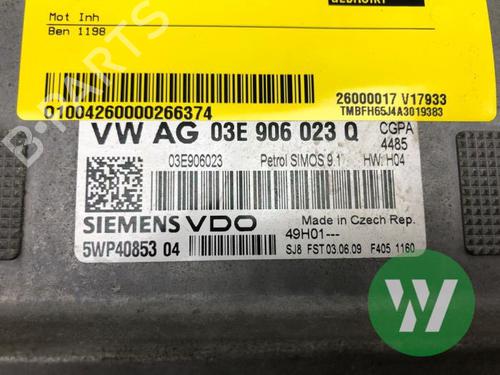 GEBRUIKT
Mot Inh
Ben 1198
01004260000266374
26000017 V17933
TMBFH65J4A3019383
B-PARTS
VW AG 03E 906 023 Q
CGPA
4485
03E906023
Petrol SIMOS 9.1
HW: H04
SIEMENS VDO
Made in Czech Rep.
5WP40853 04
49H01---
SJ8 FST 03.06.09 F405 1160
W